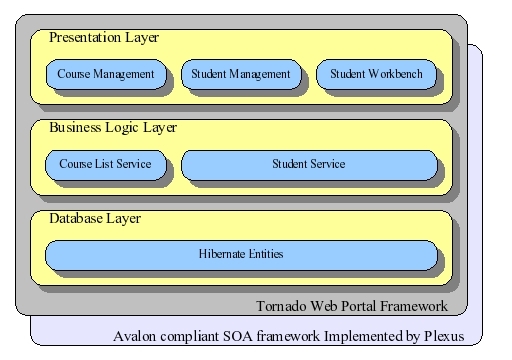 Presentation Layer
Course Management
Student Management
Student Workbench
Business Logic Layer
Course List Service
Student Service
Database Layer
Hibernate Entities
Tornado Web Portal Framework
Avalon compliant SOA framework Implemented by Plexus